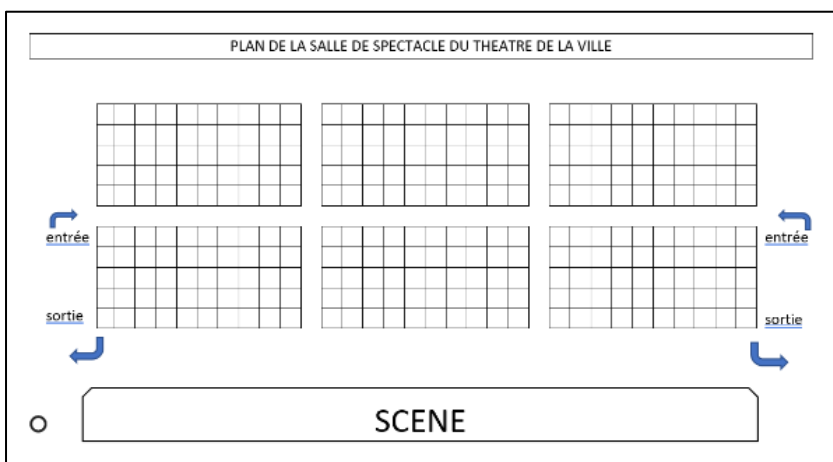 PLAN DE LA SALLE DE SPECTACLE DU THEATRE DE LA VILLE
entrée
entrée
sortie
sortie
SCENE